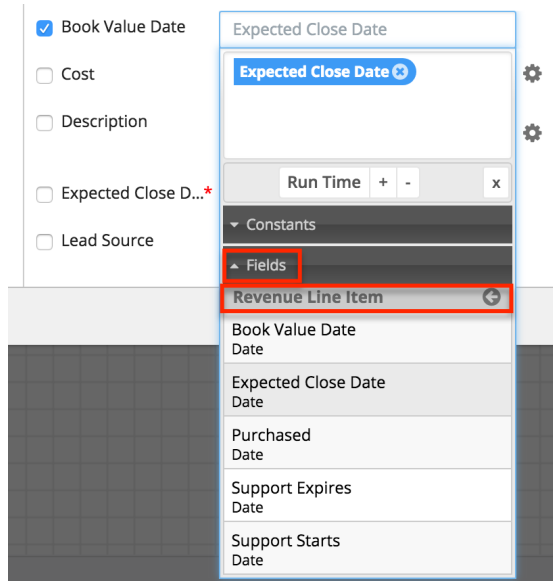 Book Value Date
Expected Close Date
Cost
Expected Close Date
Description
Run Time + - x
Expected Close D...*
Constants
Lead Source
Fields
Revenue Line Item
Book Value Date
Date
Expected Close Date
Date
Purchased
Date
Support Expires
Date
Support Starts
Date